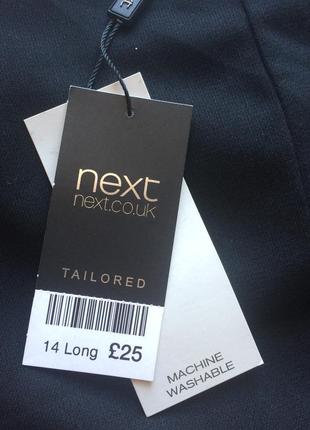 next
next.co.uk
TAILORED
14 Long £25
MACHINE
WASHABLE